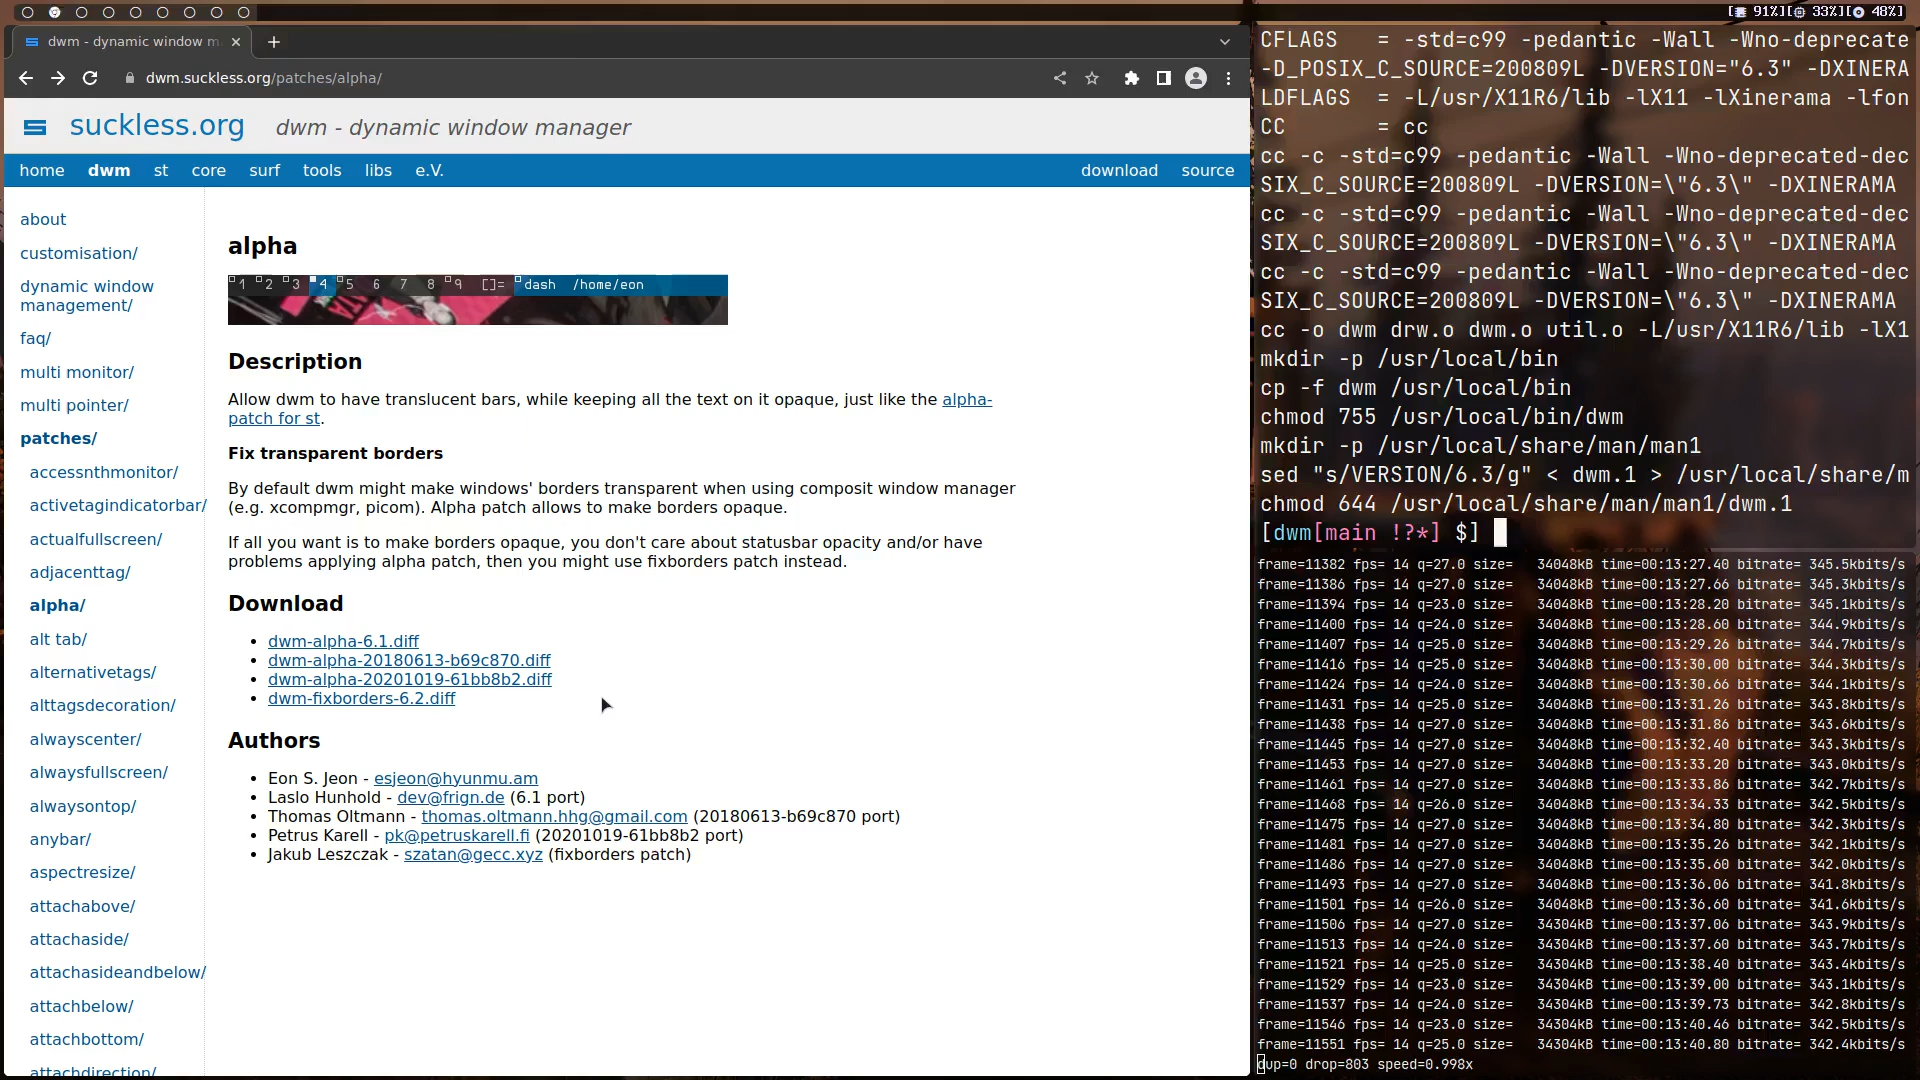 [ 91%][ 33%][ 48%]
dwm - dynamic window m
dwm.suckless.org/patches/alpha/
suckless.org dwm - dynamic window manager
home dwm st core surf tools libs e.V. download source
about
customisation/
dynamic window
management/
faq/
multi monitor/
multi pointer/
patches/
accessnthmonitor/
activetagindicatorbar/
actualfullscreen/
adjacenttag/
alpha/
alt tab/
alternativetags/
alttagsdecoration/
alwayscenter/
alwaysfullscreen/
alwaysontop/
anybar/
aspectresize/
attachabove/
attachaside/
attachasideandbelow/
attachbelow/
attachbottom/
attachdirection/
alpha
1 2 3 4 5 6 7 8 9 []= dash /home/eon
Description
Allow dwm to have translucent bars, while keeping all the text on it opaque, just like the alpha-
patch for st.
Fix transparent borders
By default dwm might make windows' borders transparent when using composit window manager
(e.g. xcompmgr, picom). Alpha patch allows to make borders opaque.
If all you want is to make borders opaque, you don't care about statusbar opacity and/or have
problems applying alpha patch, then you might use fixborders patch instead.
Download
dwm-alpha-6.1.diff
dwm-alpha-20180613-b69c870.diff
dwm-alpha-20201019-61bb8b2.diff
dwm-fixborders-6.2.diff
Authors
Eon S. Jeon - esjeon@hyunmu.am
Laslo Hunhold - dev@frign.de (6.1 port)
Thomas Oltmann - thomas.oltmann.hhg@gmail.com (20180613-b69c870 port)
Petrus Karell - pk@petruskarell.fi (20201019-61bb8b2 port)
Jakub Leszczak - szatan@gecc.xyz (fixborders patch)
CFLAGS   = -std=c99 -pedantic -Wall -Wno-deprecate
-D_POSIX_C_SOURCE=200809L -DVERSION="6.3" -DXINERA
LDFLAGS  = -L/usr/X11R6/lib -lX11 -lXinerama -lfon
CC       = cc
cc -c -std=c99 -pedantic -Wall -Wno-deprecated-dec
SIX_C_SOURCE=200809L -DVERSION=\"6.3\" -DXINERAMA
cc -c -std=c99 -pedantic -Wall -Wno-deprecated-dec
SIX_C_SOURCE=200809L -DVERSION=\"6.3\" -DXINERAMA
cc -c -std=c99 -pedantic -Wall -Wno-deprecated-dec
SIX_C_SOURCE=200809L -DVERSION=\"6.3\" -DXINERAMA
cc -o dwm drw.o dwm.o util.o -L/usr/X11R6/lib -lX1
mkdir -p /usr/local/bin
cp -f dwm /usr/local/bin
chmod 755 /usr/local/bin/dwm
mkdir -p /usr/local/share/man/man1
sed "s/VERSION/6.3/g" < dwm.1 > /usr/local/share/m
chmod 644 /usr/local/share/man/man1/dwm.1
[dwm[main !?*] $]
frame=11382 fps= 14 q=27.0 size=   34048kB time=00:13:27.40 bitrate= 345.5kbits/s
frame=11386 fps= 14 q=27.0 size=   34048kB time=00:13:27.66 bitrate= 345.3kbits/s
frame=11394 fps= 14 q=23.0 size=   34048kB time=00:13:28.20 bitrate= 345.1kbits/s
frame=11400 fps= 14 q=24.0 size=   34048kB time=00:13:28.60 bitrate= 344.9kbits/s
frame=11407 fps= 14 q=25.0 size=   34048kB time=00:13:29.26 bitrate= 344.7kbits/s
frame=11416 fps= 14 q=25.0 size=   34048kB time=00:13:30.00 bitrate= 344.3kbits/s
frame=11424 fps= 14 q=24.0 size=   34048kB time=00:13:30.66 bitrate= 344.1kbits/s
frame=11431 fps= 14 q=25.0 size=   34048kB time=00:13:31.26 bitrate= 343.8kbits/s
frame=11438 fps= 14 q=27.0 size=   34048kB time=00:13:31.86 bitrate= 343.6kbits/s
frame=11445 fps= 14 q=27.0 size=   34048kB time=00:13:32.40 bitrate= 343.3kbits/s
frame=11453 fps= 14 q=27.0 size=   34048kB time=00:13:33.20 bitrate= 343.0kbits/s
frame=11461 fps= 14 q=27.0 size=   34048kB time=00:13:33.86 bitrate= 342.7kbits/s
frame=11468 fps= 14 q=26.0 size=   34048kB time=00:13:34.33 bitrate= 342.5kbits/s
frame=11475 fps= 14 q=27.0 size=   34048kB time=00:13:34.80 bitrate= 342.3kbits/s
frame=11481 fps= 14 q=27.0 size=   34048kB time=00:13:35.26 bitrate= 342.1kbits/s
frame=11486 fps= 14 q=27.0 size=   34048kB time=00:13:35.60 bitrate= 342.0kbits/s
frame=11493 fps= 14 q=27.0 size=   34048kB time=00:13:36.06 bitrate= 341.8kbits/s
frame=11501 fps= 14 q=26.0 size=   34048kB time=00:13:36.60 bitrate= 341.6kbits/s
frame=11506 fps= 14 q=27.0 size=   34304kB time=00:13:37.06 bitrate= 343.9kbits/s
frame=11513 fps= 14 q=24.0 size=   34304kB time=00:13:37.60 bitrate= 343.7kbits/s
frame=11521 fps= 14 q=25.0 size=   34304kB time=00:13:38.40 bitrate= 343.4kbits/s
frame=11529 fps= 14 q=23.0 size=   34304kB time=00:13:39.00 bitrate= 343.1kbits/s
frame=11537 fps= 14 q=24.0 size=   34304kB time=00:13:39.73 bitrate= 342.8kbits/s
frame=11546 fps= 14 q=23.0 size=   34304kB time=00:13:40.46 bitrate= 342.5kbits/s
frame=11551 fps= 14 q=25.0 size=   34304kB time=00:13:40.80 bitrate= 342.4kbits/s
dup=0 drop=803 speed=0.998x